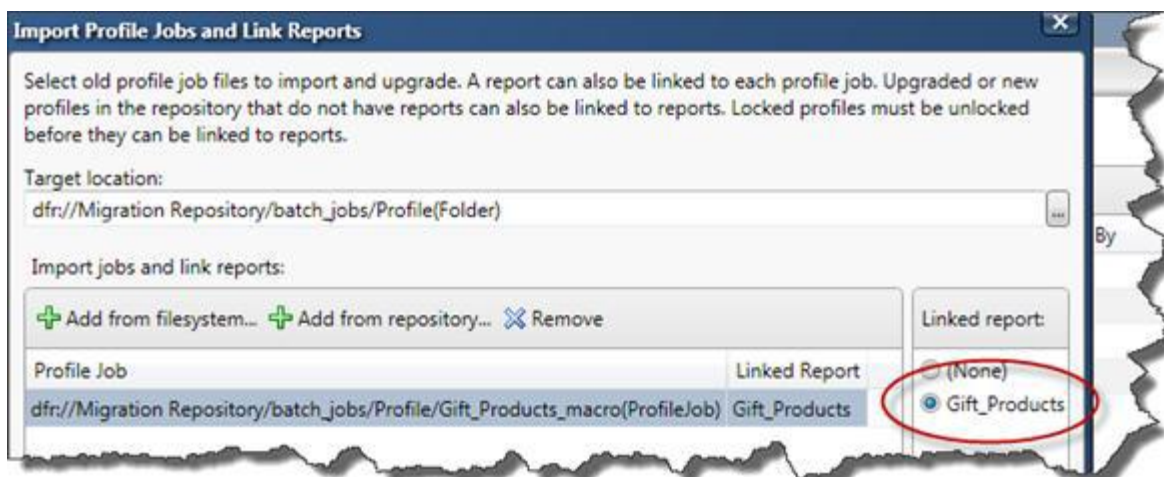 Import Profile Jobs and Link Reports
Select old profile job files to import and upgrade. A report can also be linked to each profile job. Upgraded or new
profiles in the repository that do not have reports can also be linked to reports. Locked profiles must be unlocked
before they can be linked to reports.
Target location:
dfr://Migration Repository/batch_jobs/Profile(Folder)
...
By
Import jobs and link reports:
Add from filesystem... Add from repository... Remove
Linked report:
Profile Job Linked Report
(None)
dfr://Migration Repository/batch_jobs/Profile/Gift_Products_macro(ProfileJob) Gift_Products
Gift_Products